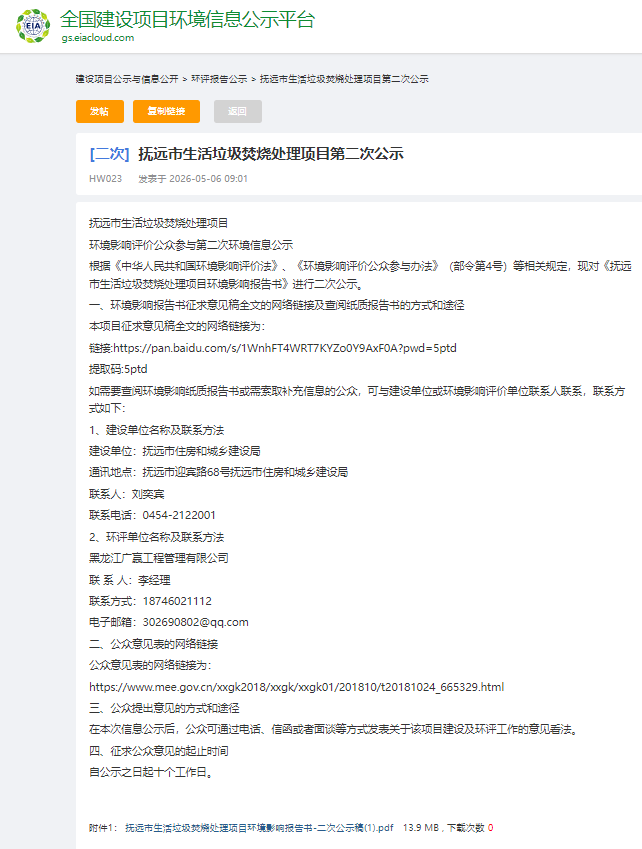 EIA
全国建设项目环境信息公示平台
gs.eiacloud.com
建设项目公示与信息公开 > 环评报告公示 > 抚远市生活垃圾焚烧处理项目第二次公示
发帖 复制链接 返回
[二次] 抚远市生活垃圾焚烧处理项目第二次公示
HW023 发表于 2026-05-06 09:01
抚远市生活垃圾焚烧处理项目
环境影响评价公众参与第二次环境信息公示
根据《中华人民共和国环境影响评价法》、《环境影响评价公众参与办法》（部令第4号）等相关规定，现对《抚远
市生活垃圾焚烧处理项目环境影响报告书》进行二次公示。
一、环境影响报告书征求意见稿全文的网络链接及查阅纸质报告书的方式和途径
本项目征求意见稿全文的网络链接为：
链接:https://pan.baidu.com/s/1WnhFT4WRT7KYZo0Y9AxF0A?pwd=5ptd
提取码:5ptd
如需要查阅环境影响纸质报告书或需索取补充信息的公众，可与建设单位或环境影响评价单位联系人联系，联系方
式如下：
1、建设单位名称及联系方法
建设单位：抚远市住房和城乡建设局
通讯地点：抚远市迎宾路68号抚远市住房和城乡建设局
联系人：刘奕宾
联系电话：0454-2122001
2、环评单位名称及联系方法
黑龙江广赢工程管理有限公司
联 系 人：李经理
联系方式：18746021112
电子邮箱：302690802@qq.com
二、公众意见表的网络链接
公众意见表的网络链接为：
https://www.mee.gov.cn/xxgk2018/xxgk/xxgk01/201810/t20181024_665329.html
三、公众提出意见的方式和途径
在本次信息公示后，公众可通过电话、信函或者面谈等方式发表关于该项目建设及环评工作的意见看法。
四、征求公众意见的起止时间
自公示之日起十个工作日。
附件1： 抚远市生活垃圾焚烧处理项目环境影响报告书-二次公示稿(1).pdf 13.9 MB , 下载次数 0